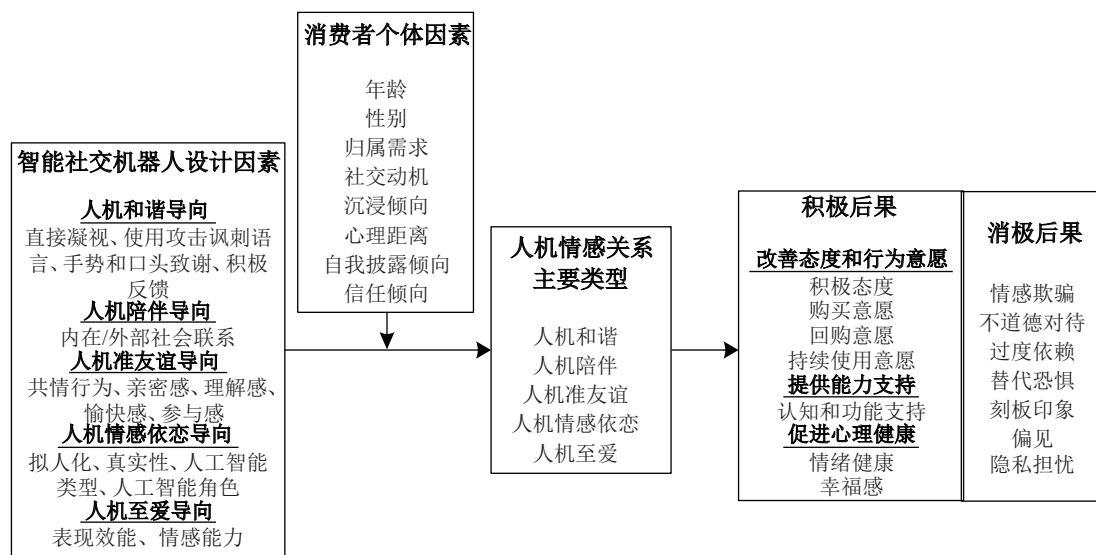 消费者个体因素
年龄
性别
归属需求
社交动机
沉浸倾向
心理距离
自我披露倾向
信任倾向
智能社交机器人设计因素
人机和谐导向
直接凝视、使用攻击讽刺语
言、手势和口头致谢、积极
反馈
人机陪伴导向
内在/外部社会联系
人机准友谊导向
共情行为、亲密感、理解感、
愉快感、参与感
人机情感依恋导向
拟人化、真实性、人工智能
类型、人工智能角色
人机至爱导向
表现效能、情感能力
人机情感关系
主要类型
人机和谐
人机陪伴
人机准友谊
人机情感依恋
人机至爱
积极后果
改善态度和行为意愿
积极态度
购买意愿
回购意愿
持续使用意愿
提供能力支持
认知和功能支持
促进心理健康
情绪健康
幸福感
消极后果
情感欺骗
不道德对待
过度依赖
替代恐惧
刻板印象
偏见
隐私担忧